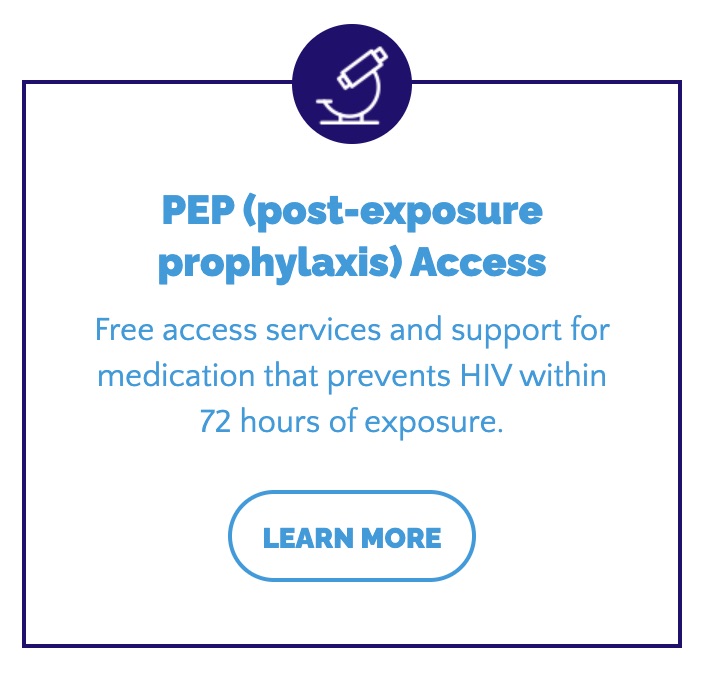 PEP (post-exposure
prophylaxis) Access
Free access services and support for
medication that prevents HIV within
72 hours of exposure.
LEARN MORE